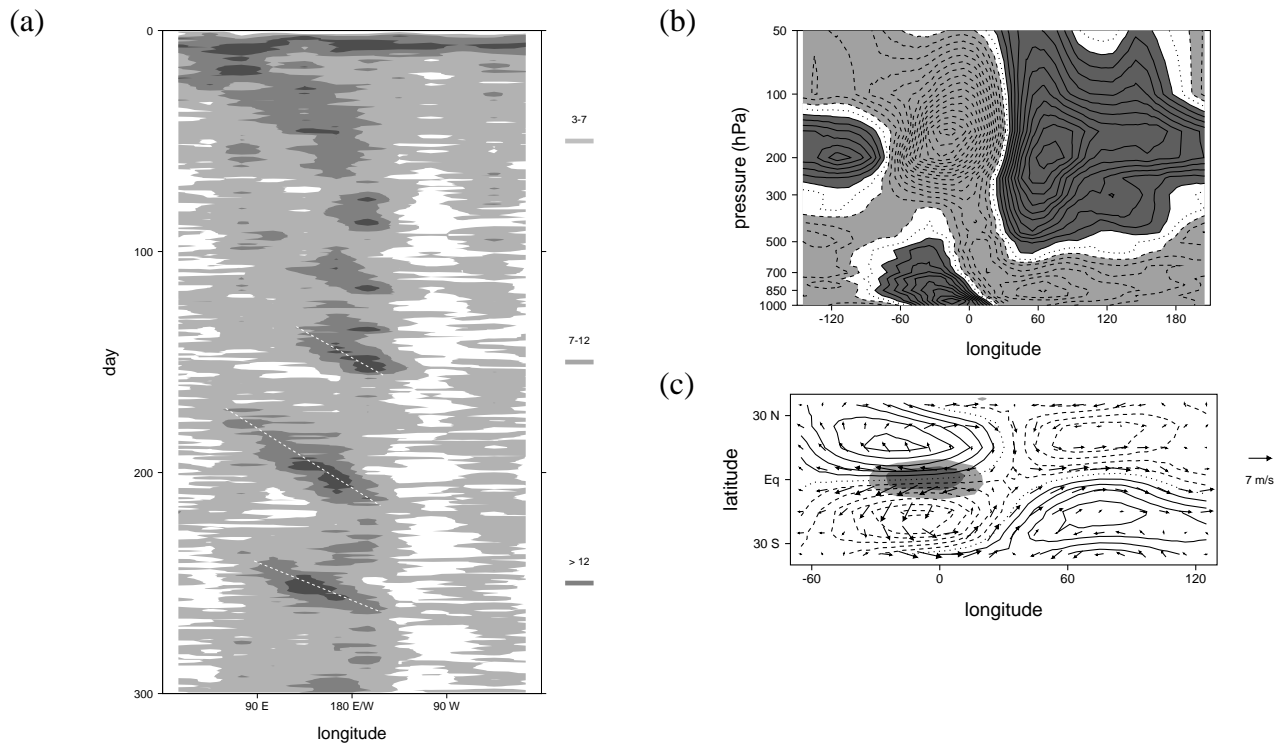 (a)
0
100
200
300
day
90 E
180 E/W
90 W
longitude
3-7
7-12
> 12
(b)
50
100
200
300
500
700
850
1000
pressure (hPa)
-120
-60
0
60
120
180
longitude
(c)
30 N
Eq
30 S
latitude
-60
0
60
120
longitude
7 m/s